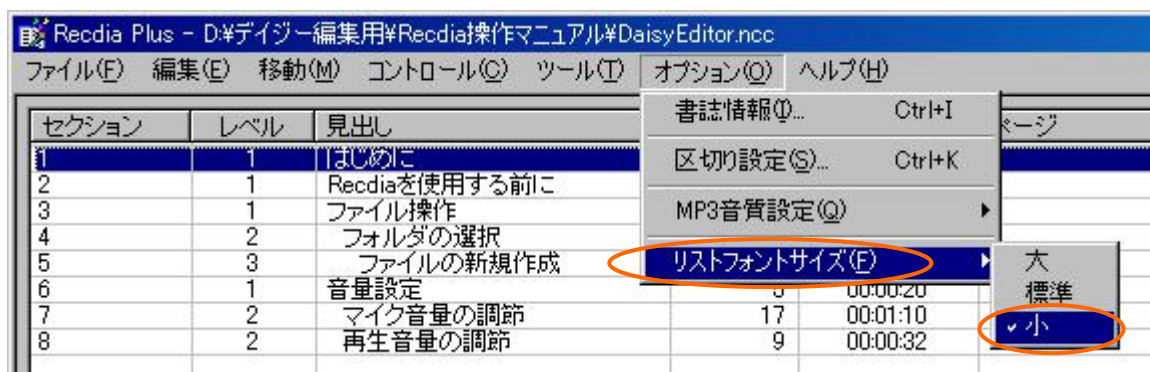 Recdia Plus - D:¥デイジー編集用¥Recdia操作マニュアル¥DaisyEditor.ncc
ファイル(F) 編集(E) 移動(M) コントロール(C) ツール(T) オプション(O) ヘルプ(H)
書誌情報(I)... Ctrl+I
区切り設定(S)... Ctrl+K
MP3音質設定(Q)
リストフォントサイズ(F)
大
標準
小
セクション レベル 見出し ページ
1 1 はじめに
2 1 Recdiaを使用する前に
3 1 ファイル操作
4 2 フォルダの選択
5 3 ファイルの新規作成
6 1 音量設定 00:00:20
7 2 マイク音量の調節 17 00:01:10
8 2 再生音量の調節 9 00:00:32